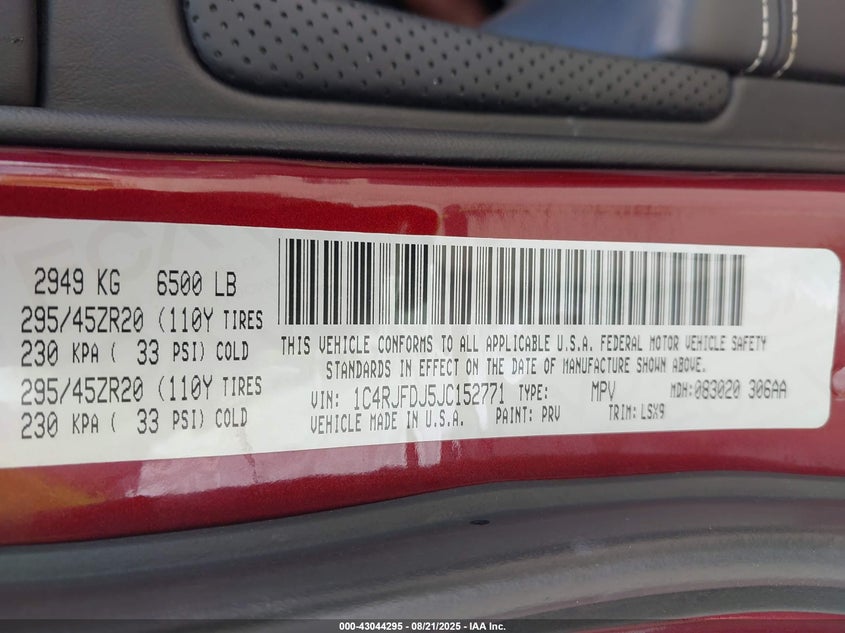 2949 KG 6500 LB
295/45ZR20 (110Y TIRES
230 KPA ( 33 PSI) COLD
295/45ZR20 (110Y TIRES
230 KPA ( 33 PSI) COLD
THIS VEHICLE CONFORMS TO ALL APPLICABLE U.S.A. FEDERAL MOTOR VEHICLE SAFETY
STANDARDS IN EFFECT ON THE DATE OF MANUFACTURE SHOWN ABOVE.
VIN: 1C4RJFDJ5JC152771 TYPE: MPV MDH: 083020 306AA
VEHICLE MADE IN U.S.A. PAINT: PRV TRIM: LSX9
000-43044295 - 08/21/2025 - IAA Inc.